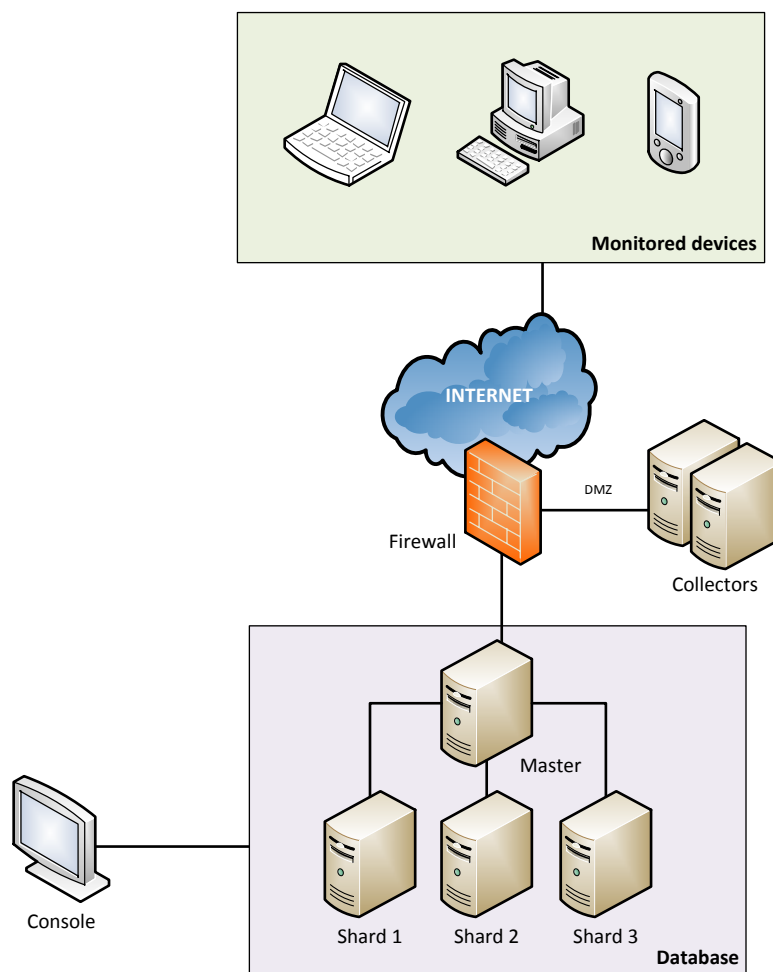 Monitored devices
INTERNET
DMZ
Firewall
Collectors
Master
Console
Shard 1
Shard 2
Shard 3
Database